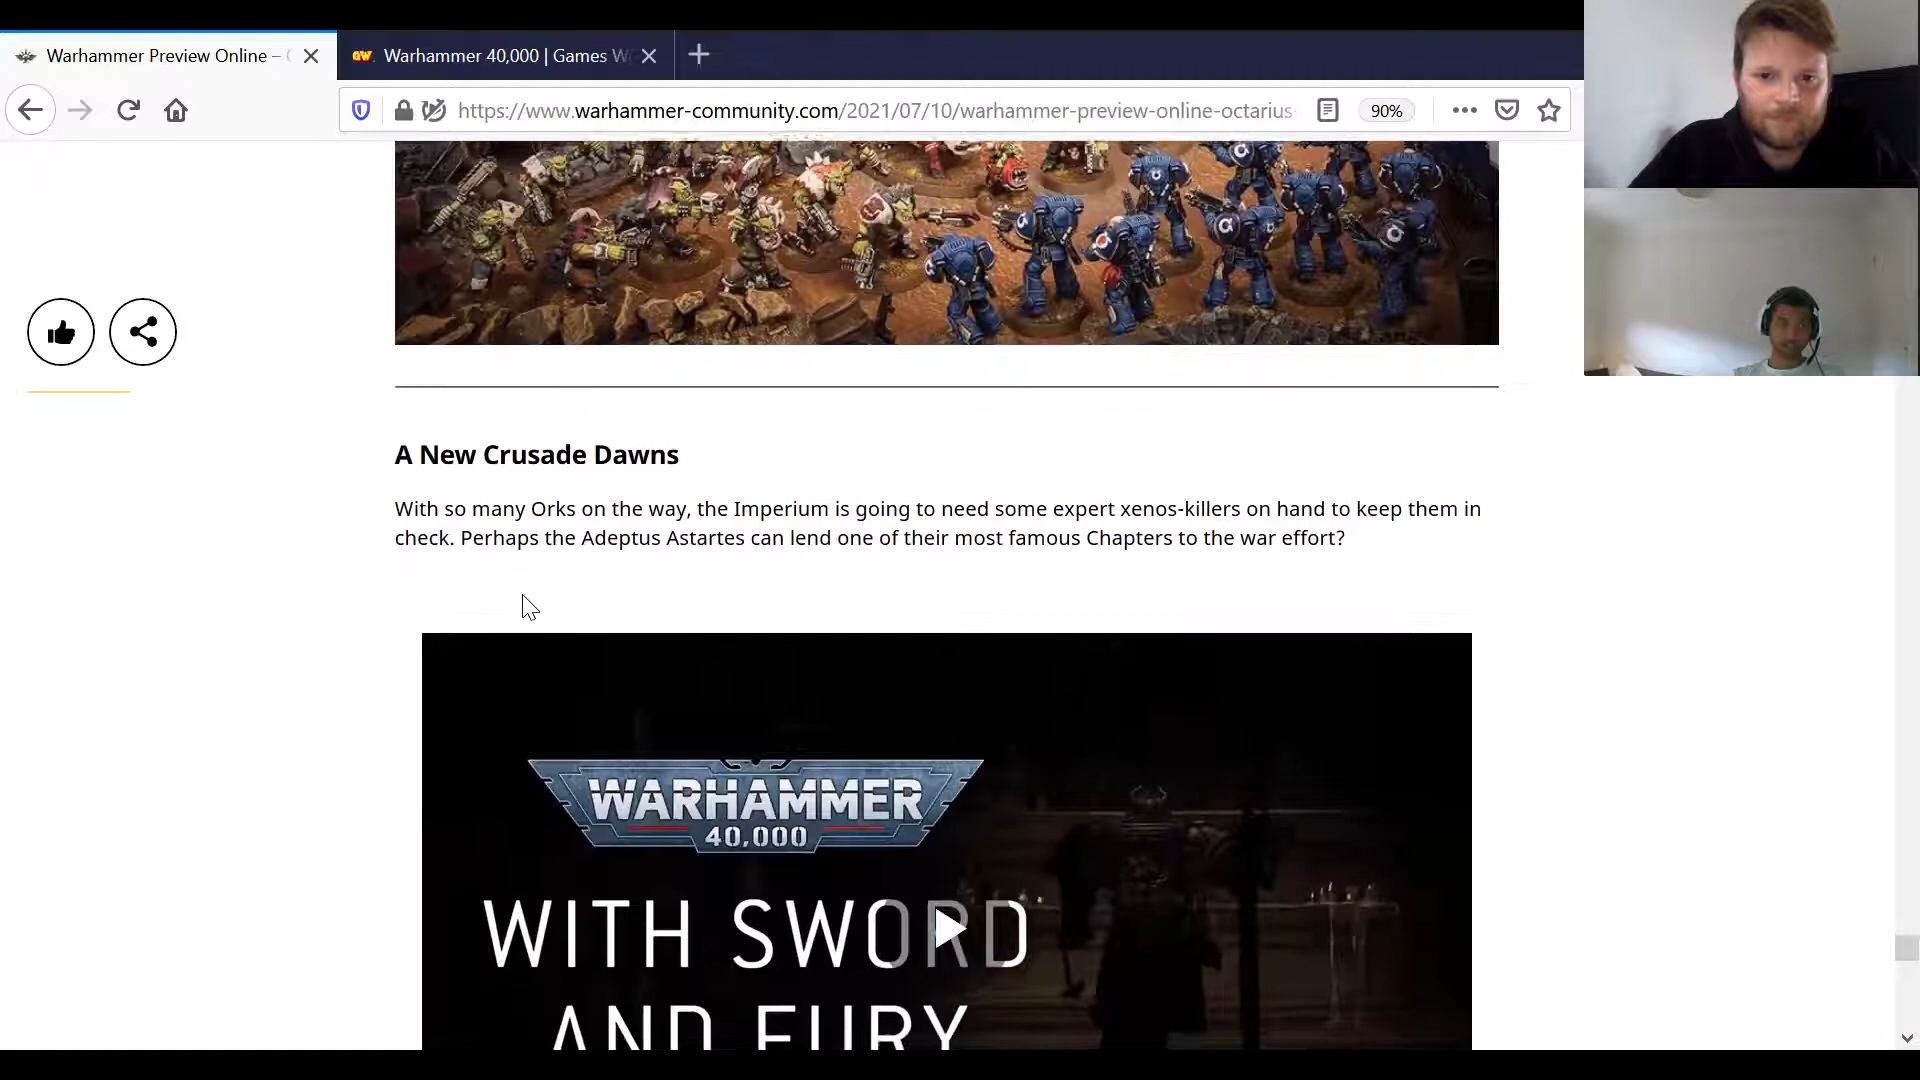 Warhammer Preview Online –
GW Warhammer 40,000 | Games W
https://www.warhammer-community.com/2021/07/10/warhammer-preview-online-octarius-
90%
A New Crusade Dawns
With so many Orks on the way, the Imperium is going to need some expert xenos-killers on hand to keep them in
check. Perhaps the Adeptus Astartes can lend one of their most famous Chapters to the war effort?
WARHAMMER
40,000
WITH SWORD
AND FURY